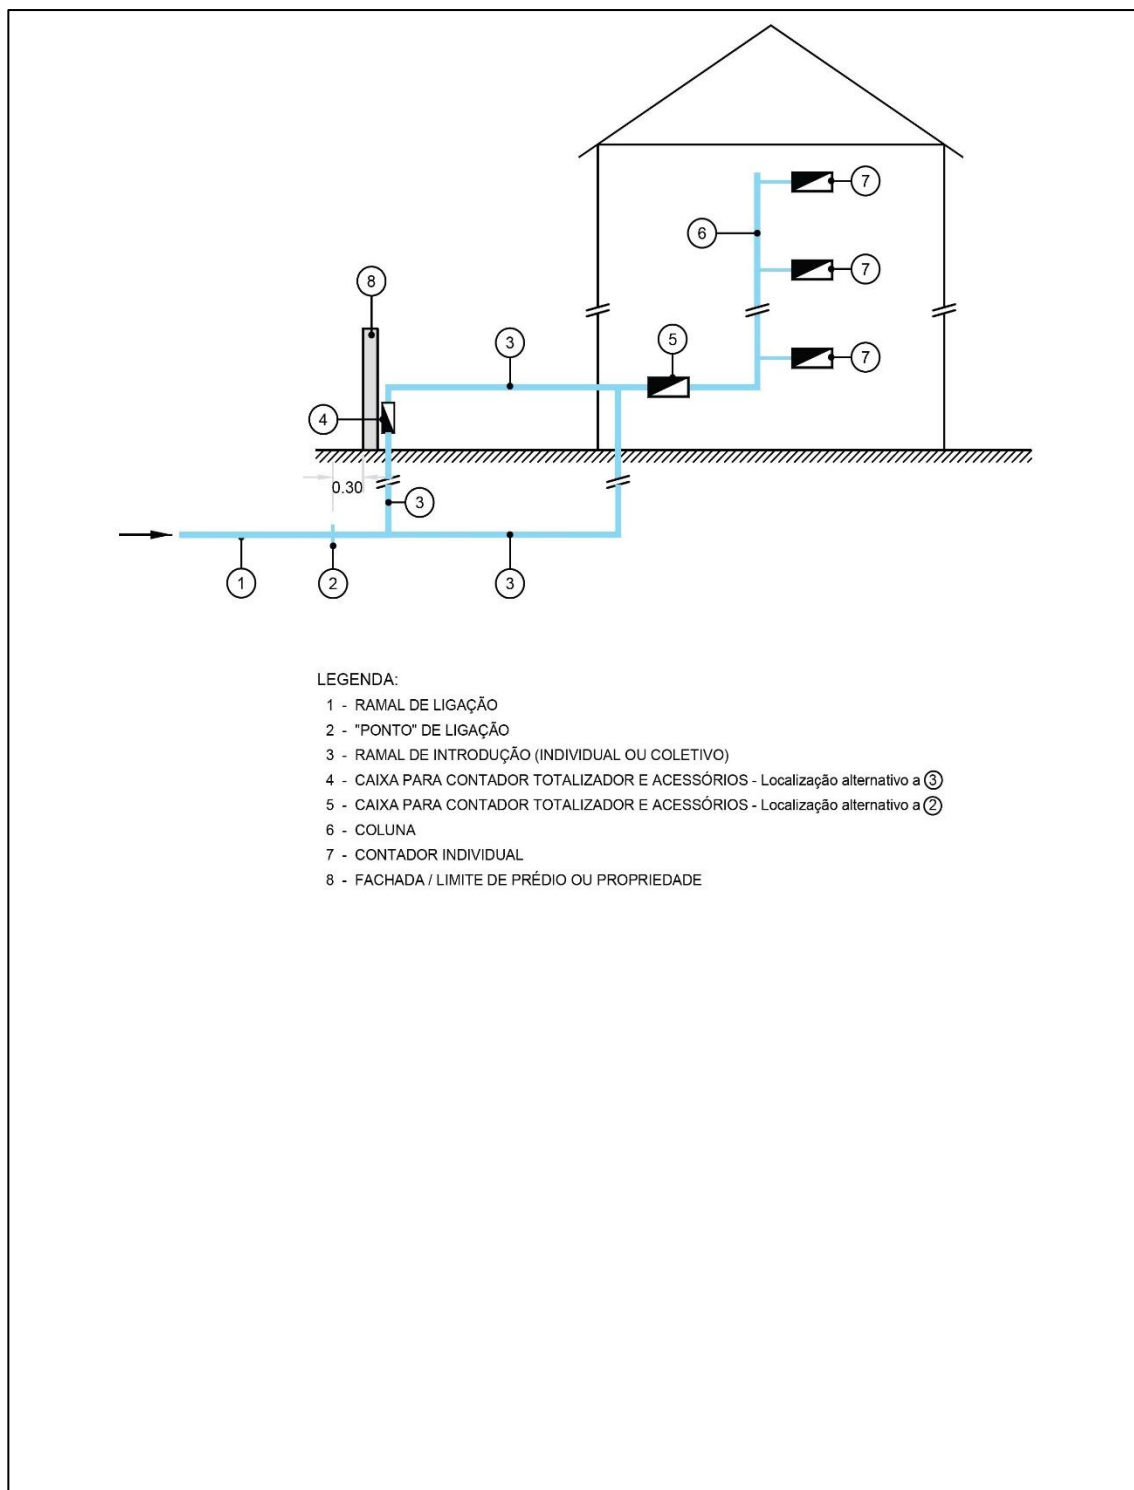 7
6
7
8
3
5
7
4
0.30
3
1
2
3
LEGENDA:
1 - RAMAL DE LIGAÇÃO
2 - "PONTO" DE LIGAÇÃO
3 - RAMAL DE INTRODUÇÃO (INDIVIDUAL OU COLETIVO)
4 - CAIXA PARA CONTADOR TOTALIZADOR E ACESSÓRIOS - Localização alternativo a 3
5 - CAIXA PARA CONTADOR TOTALIZADOR E ACESSÓRIOS - Localização alternativo a 2
6 - COLUNA
7 - CONTADOR INDIVIDUAL
8 - FACHADA / LIMITE DE PRÉDIO OU PROPRIEDADE